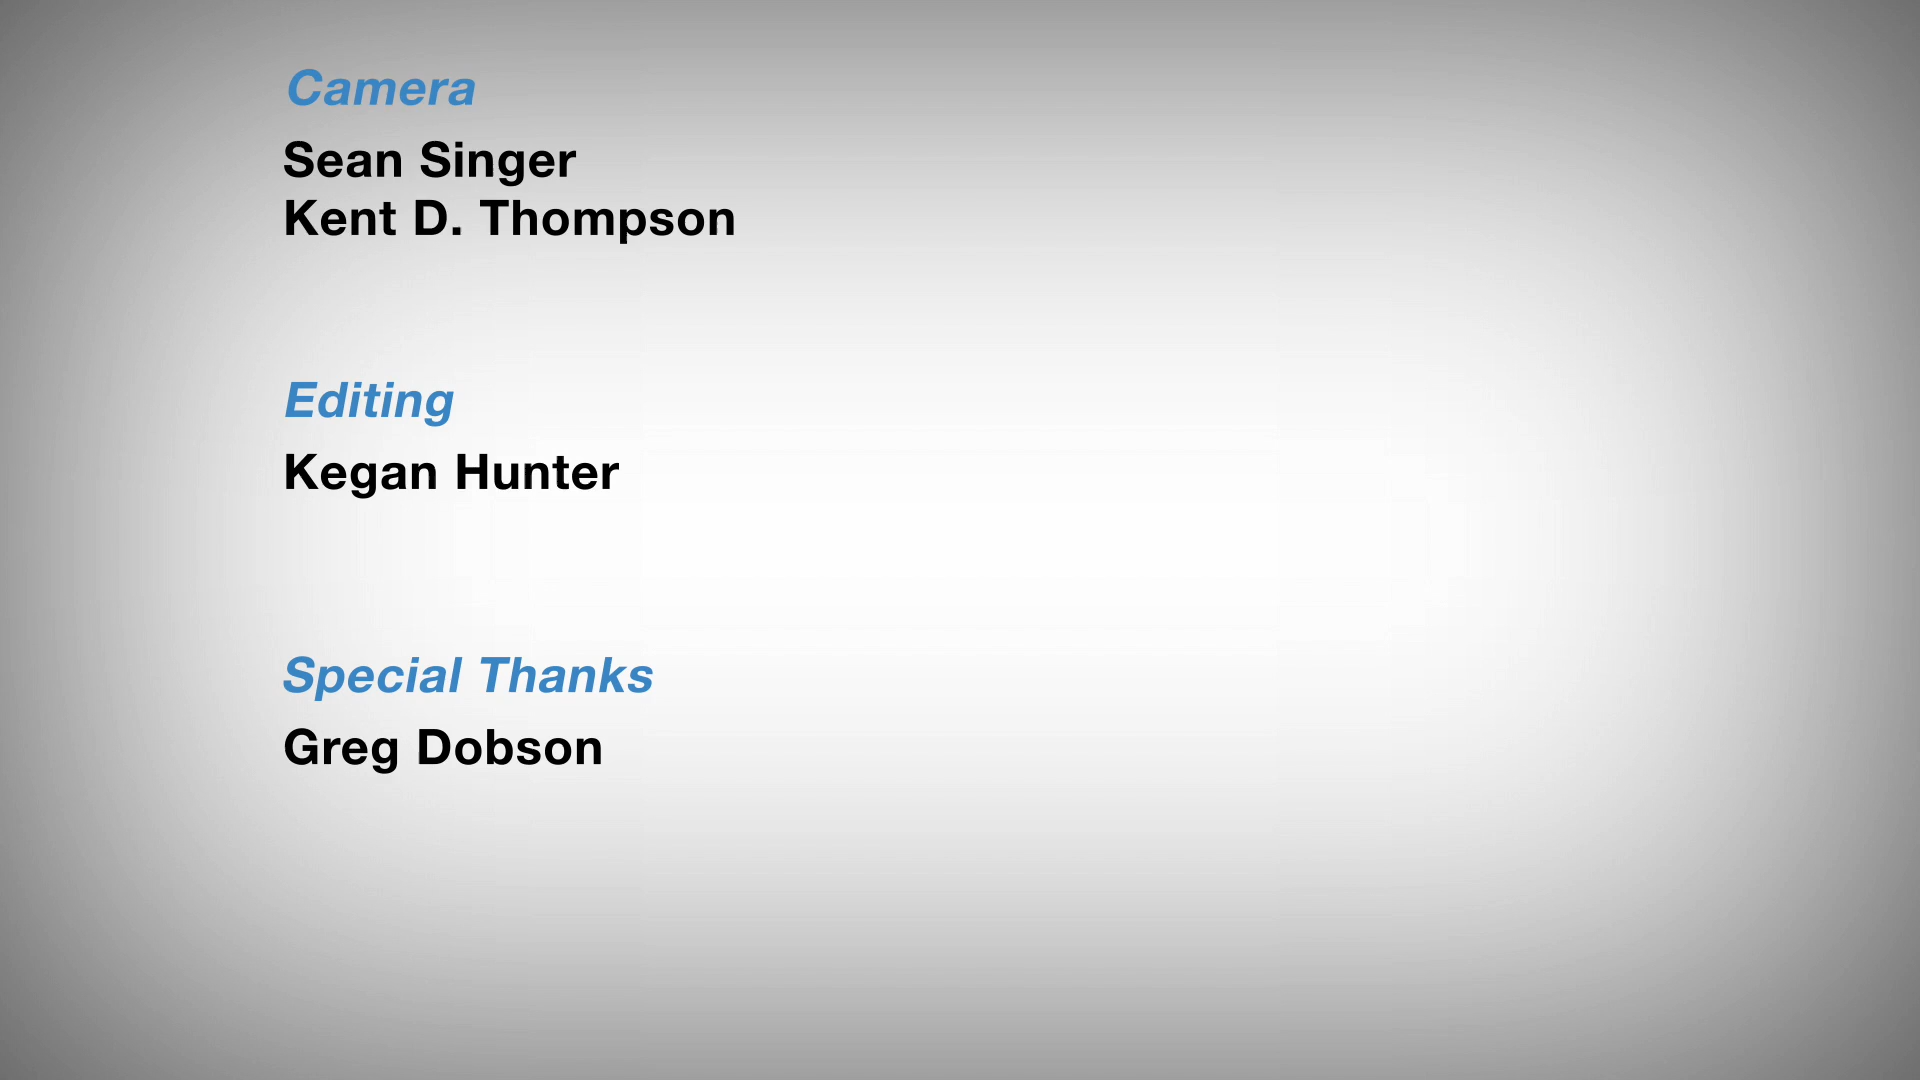 Camera
Sean Singer
Kent D. Thompson
Editing
Kegan Hunter
Special Thanks
Greg Dobson